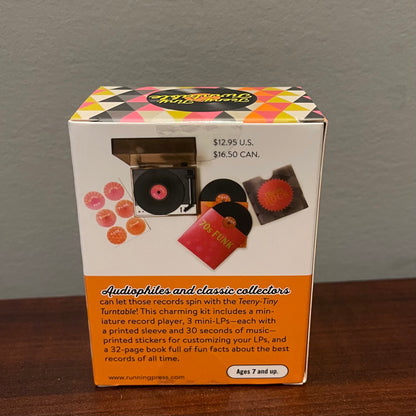 Teeny-Tiny
Turntable
$12.95 U.S.
$16.50 CAN.
70s FUNK
Audiophiles and classic collectors
can let those records spin with the Teeny-Tiny
Turntable! This charming kit includes a min-
iature record player, 3 mini-LPs—each with
a printed sleeve and 30 seconds of music—
printed stickers for customizing your LPs, and
a 32-page book full of fun facts about the best
records of all time.
www.runningpress.com
Ages 7 and up.